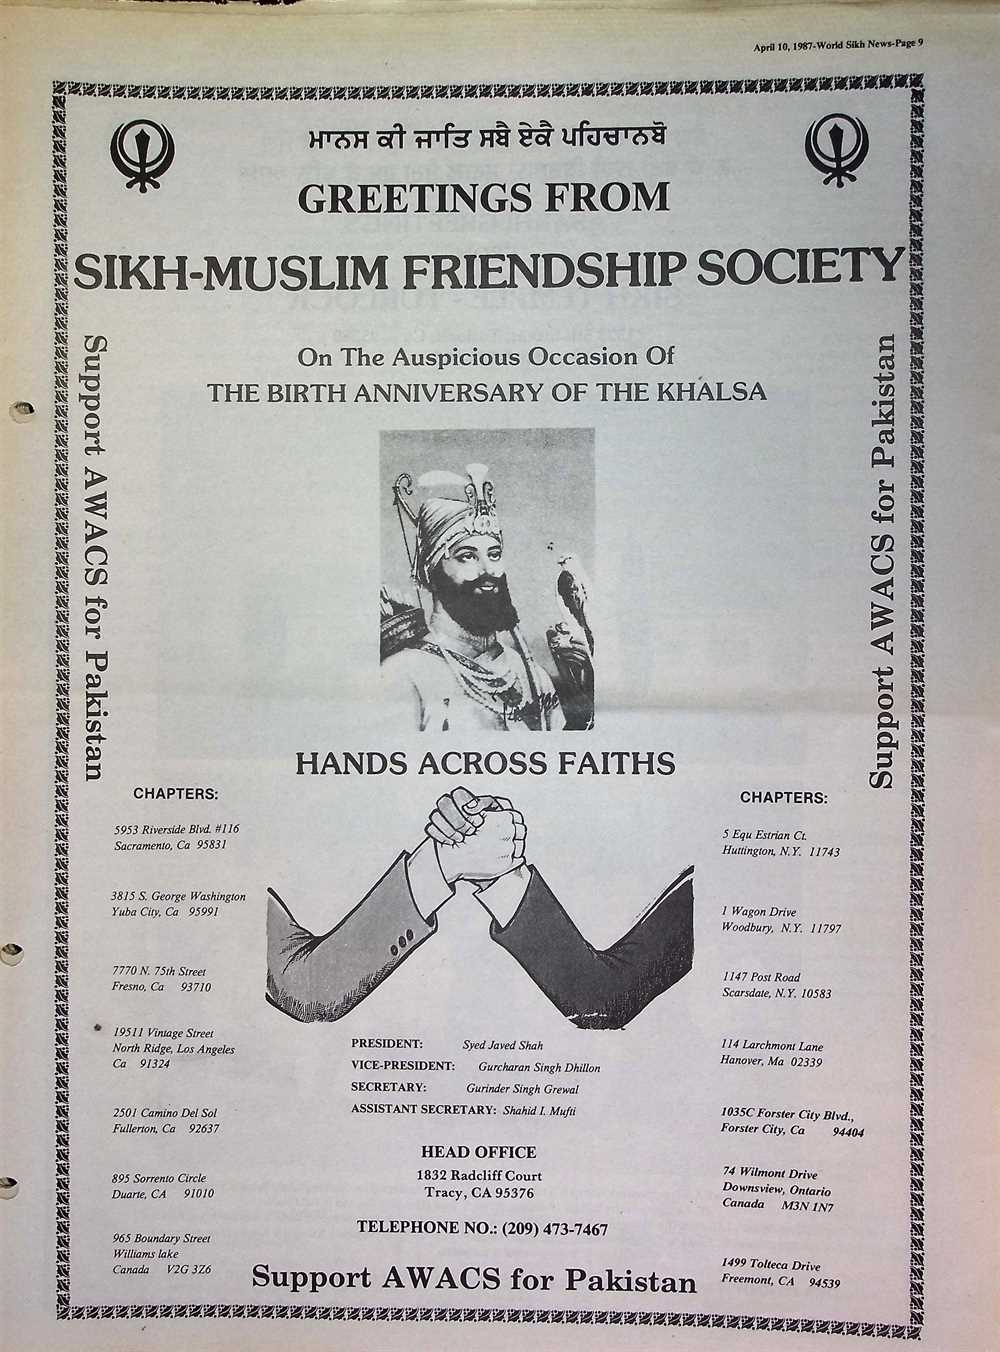 April 10, 1987-World Sikh News-Page 9
ਮਾਨਸ ਕੀ ਜਾਤਿ ਸਬੈ ਏਕੈ ਪਹਿਚਾਨਬੋ
GREETINGS FROM
SIKH-MUSLIM FRIENDSHIP SOCIETY
On The Auspicious Occasion Of
THE BIRTH ANNIVERSARY OF THE KHALSA
Support AWACS for Pakistan
Support AWACS for Pakistan
HANDS ACROSS FAITHS
CHAPTERS:
5953 Riverside Blvd. #116
Sacramento, Ca 95831
3815 S. George Washington
Yuba City, Ca 95991
7770 N. 75th Street
Fresno, Ca 93710
19511 Vintage Street
North Ridge, Los Angeles
Ca 91324
2501 Camino Del Sol
Fullerton, Ca 92637
895 Sorrento Circle
Duarte, CA 91010
965 Boundary Street
Williams lake
Canada V2G 3Z6
CHAPTERS:
5 Equ Estrian Ct.
Huttington, N.Y. 11743
1 Wagon Drive
Woodbury, N.Y. 11797
1147 Post Road
Scarsdate, N.Y. 10583
114 Larchmont Lane
Hanover, Ma 02339
1035C Forster City Blvd.,
Forster City, Ca 94404
74 Wilmont Drive
Downsview, Ontario
Canada M3N 1N7
1499 Tolteca Drive
Freemont, CA 94539
PRESIDENT: Syed Javed Shah
VICE-PRESIDENT: Gurcharan Singh Dhillon
SECRETARY: Gurinder Singh Grewal
ASSISTANT SECRETARY: Shahid I. Mufti
HEAD OFFICE
1832 Radcliff Court
Tracy, CA 95376
TELEPHONE NO.: (209) 473-7467
Support AWACS for Pakistan